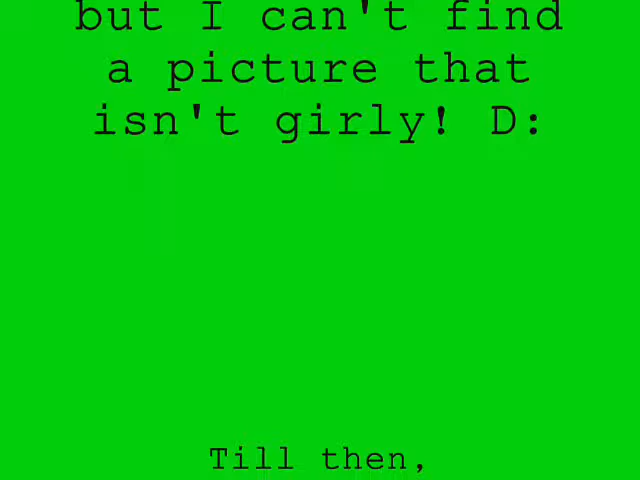 but I can't find
a picture that
isn't girly! D:
Till then,